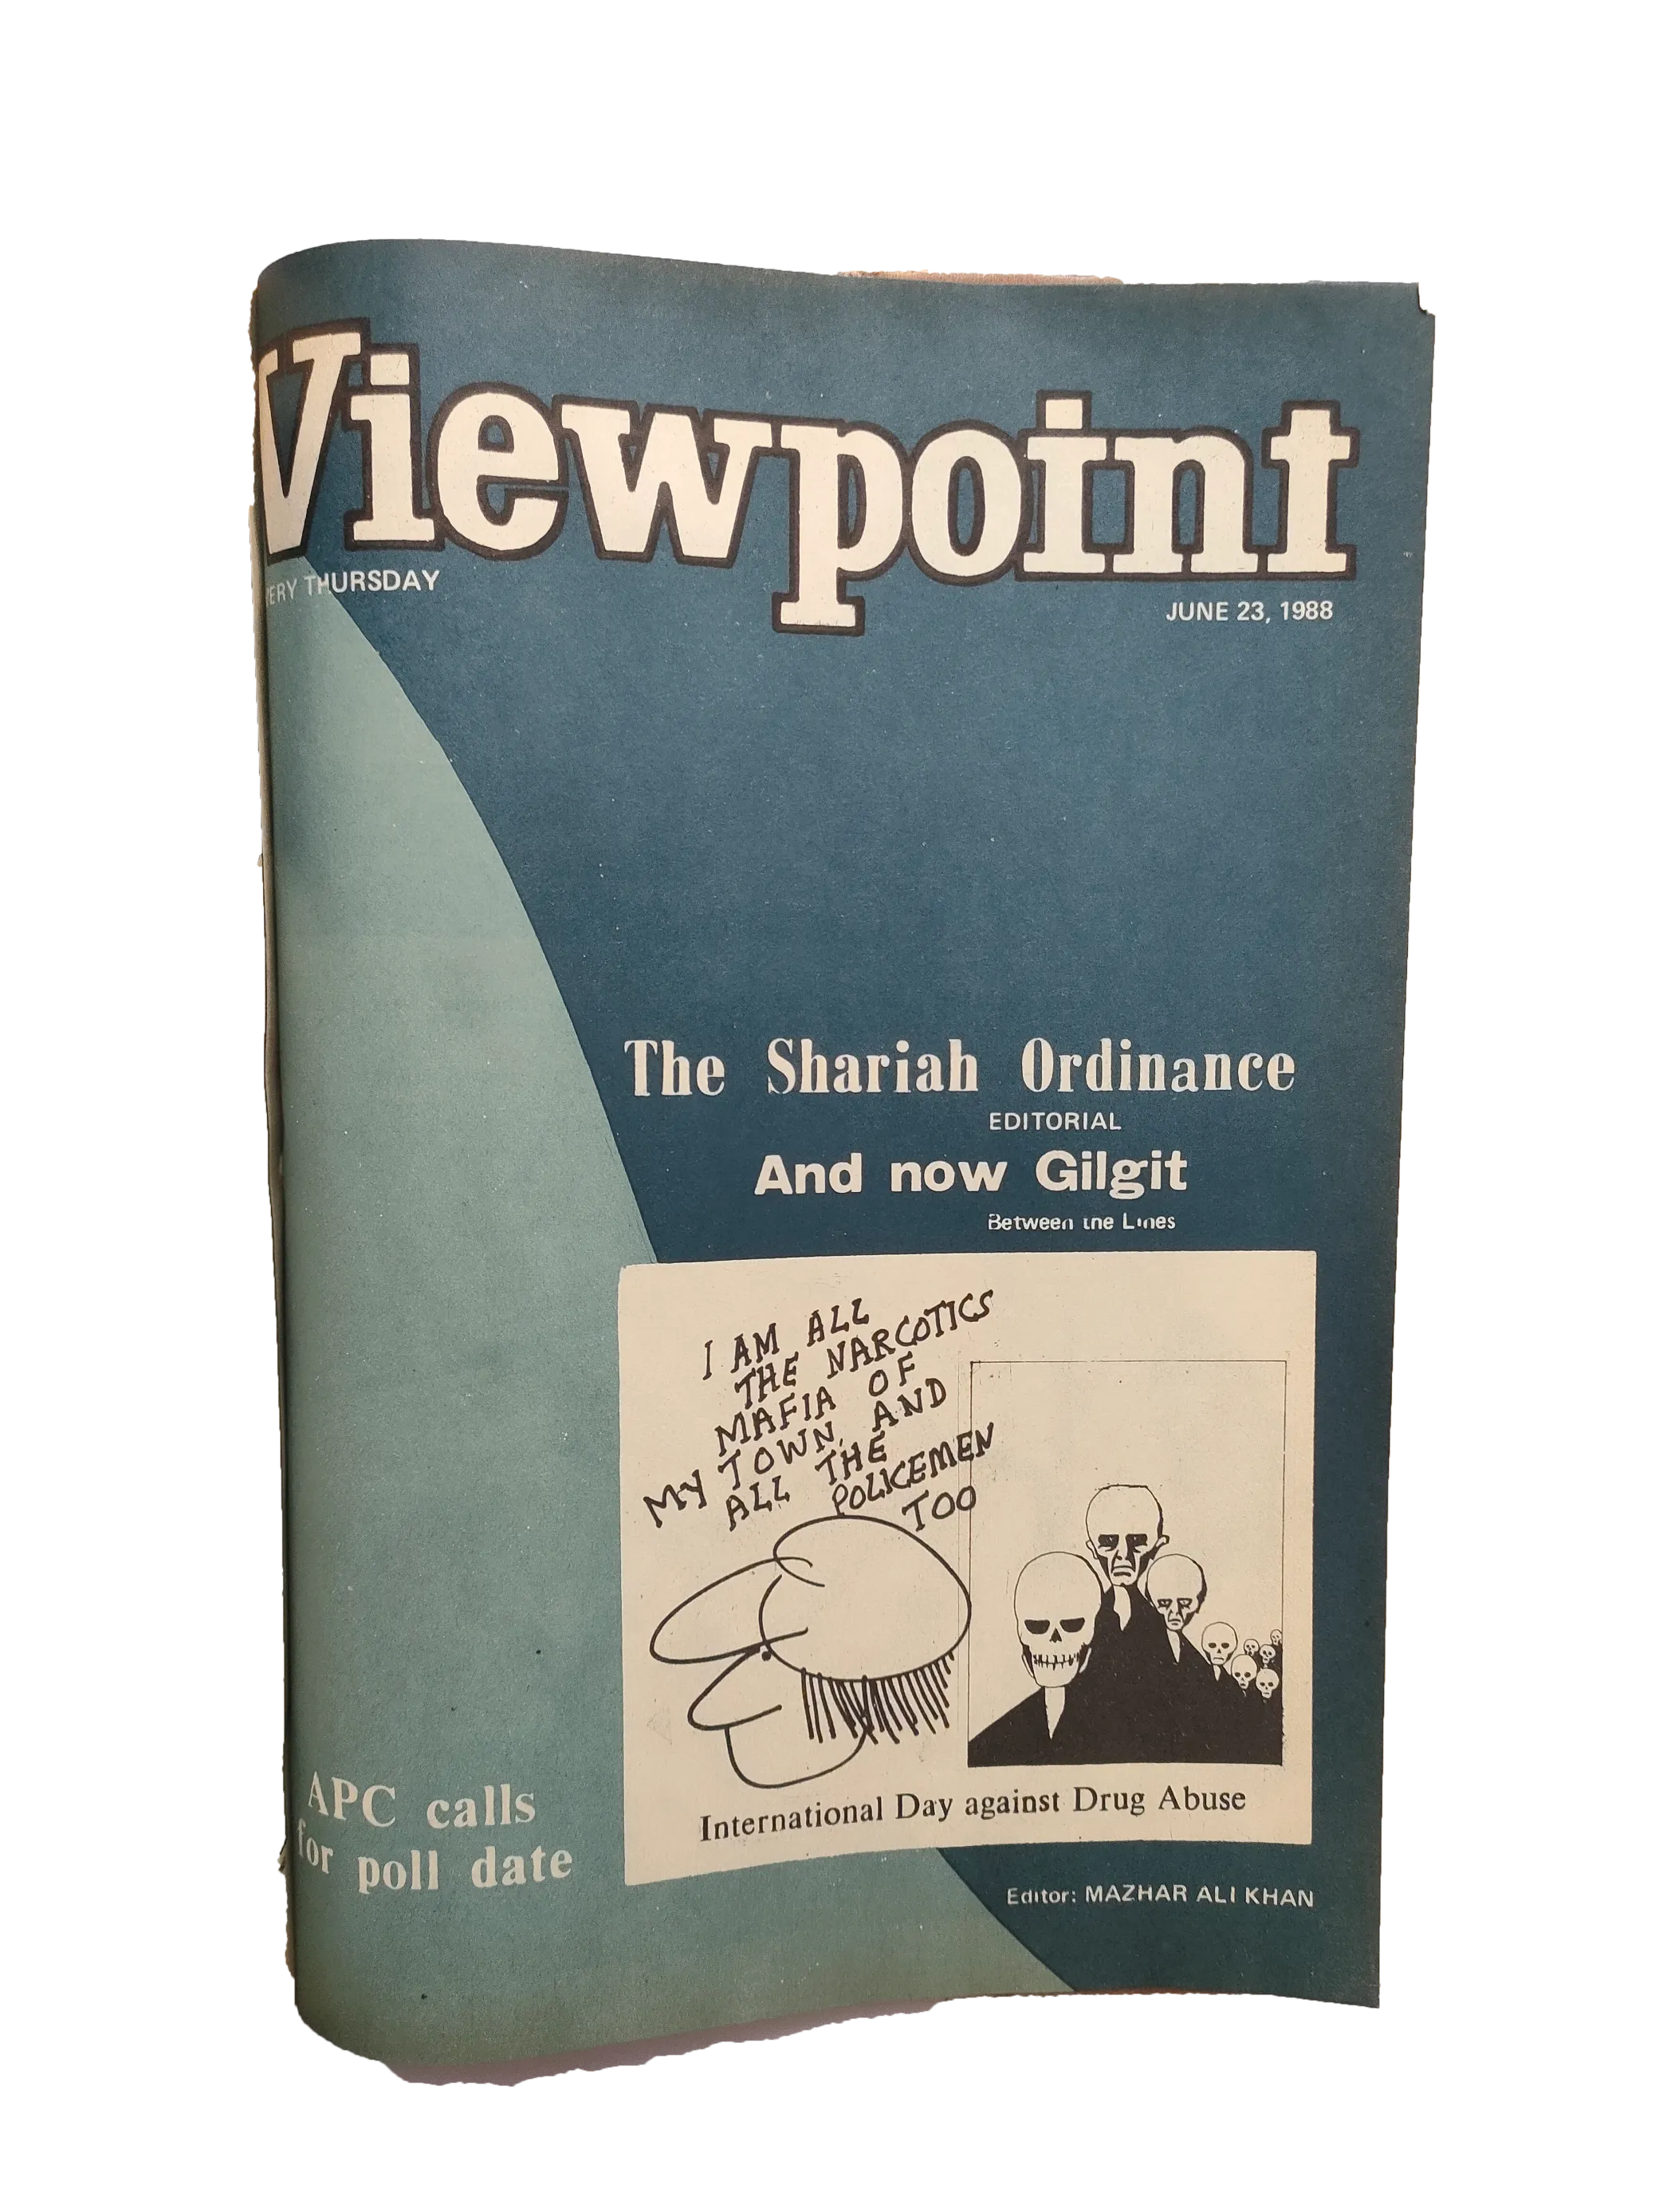 Viewpoint
VERY THURSDAY
JUNE 23, 1988
The Shariah Ordinance
EDITORIAL
And now Gilgit
Between the Lines
I AM ALL
THE NARCOTICS
MAFIA OF
MY TOWN, AND
ALL THE
POLICEMEN
TOO
International Day against Drug Abuse
APC calls
for poll date
Editor: MAZHAR ALI KHAN